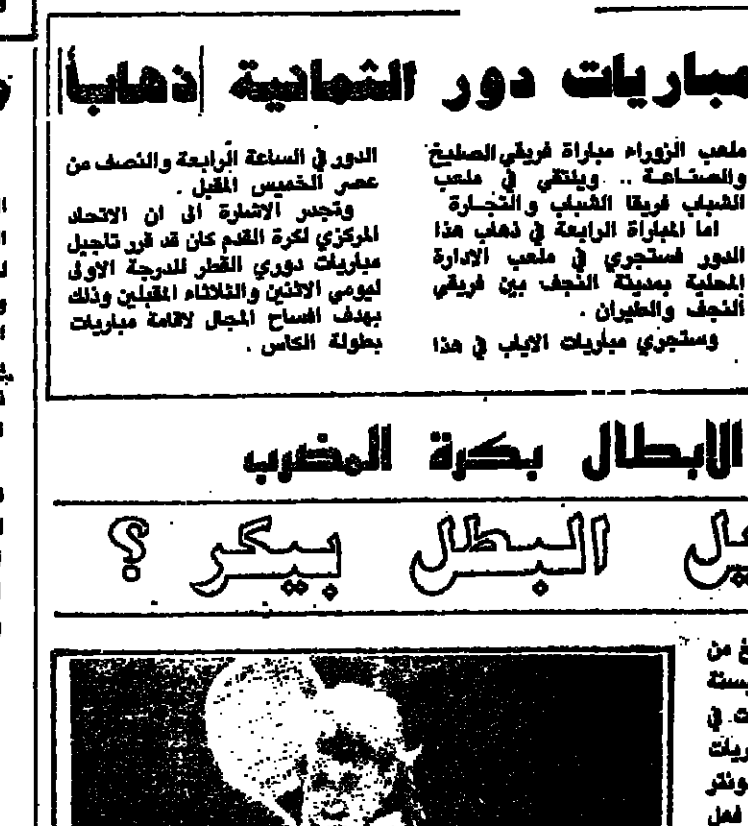 مباريات دور الثمانية |ذهاباً|
ملعب الزوراء مباراة فريقي الصليخ
والصناعة .. ويلتقي في ملعب
الشباب فريقا الشباب والتجارة
اما المباراة الرابعة في ذهاب هذا
الدور فستجري في ملعب الادارة
المحلية بمدينة النجف بين فريقي
النجف والطيران .
وستجري مباريات الاياب في هذا
الدور في الساعة الرابعة والنصف من
عصر الخميس المقبل .
وتجدر الاشارة الى ان الاتحاد
المركزي لكرة القدم كان قد قرر تاجيل
مباريات دوري القطر للدرجة الاولى
ليومي الاثنين والثلاثاء المقبلين وذلك
بهدف افساح المجال لاقامة مباريات
بطولة الكاس .
الابطال بكرة المضرب
البطل بيكر ؟
من
في
فهل